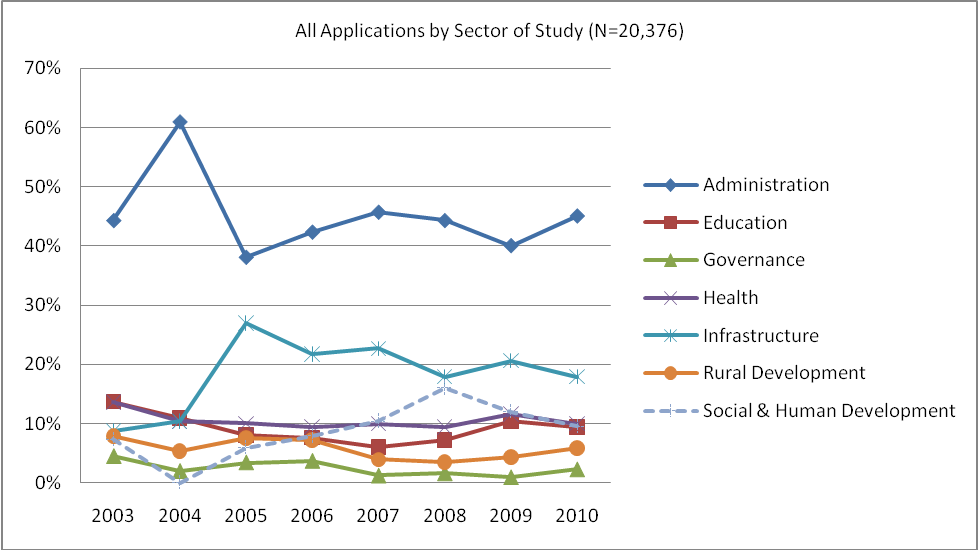 All Applications by Sector of Study (N=20,376)
70%
60%
50%
40%
30%
20%
10%
0%
2003 2004 2005 2006 2007 2008 2009 2010
Administration
Education
Governance
Health
Infrastructure
Rural Development
Social & Human Development